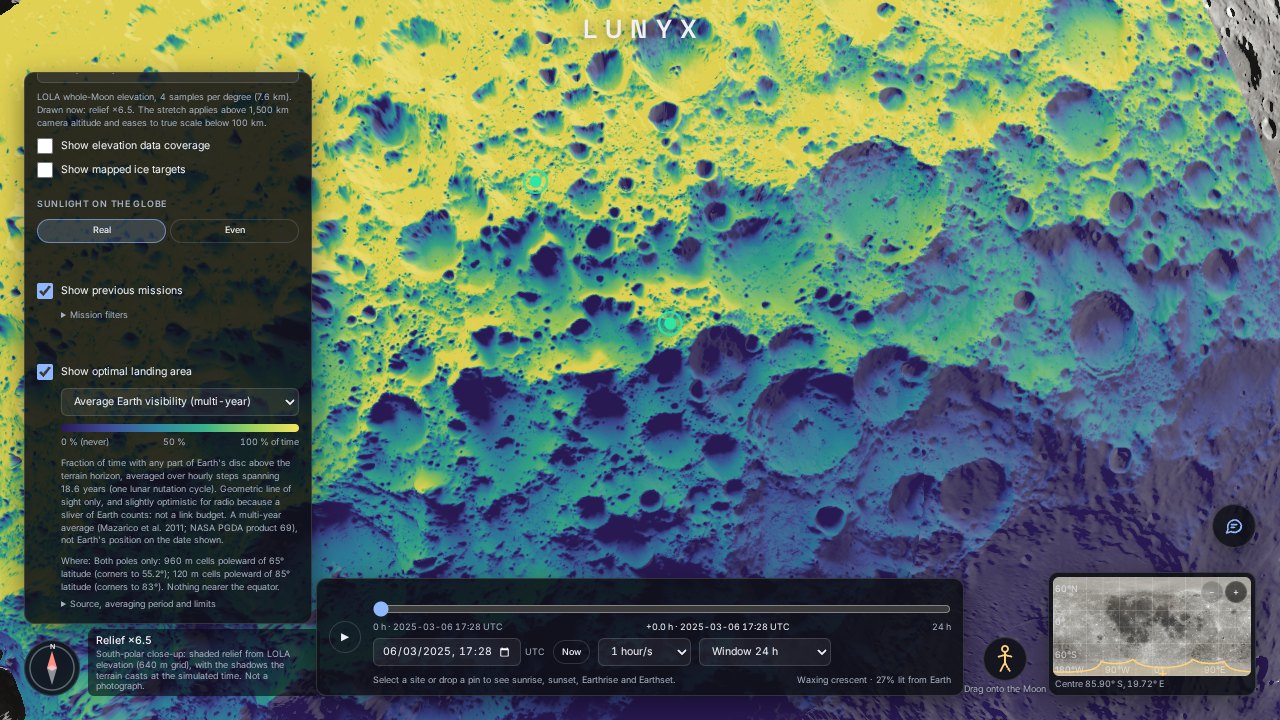 LUNYX
LOLA whole-Moon elevation, 4 samples per degree (7.6 km).
Drawn now: relief ×6.5. The stretch applies above 1,500 km
camera altitude and eases to true scale below 100 km.
Show elevation data coverage
Show mapped ice targets
SUNLIGHT ON THE GLOBE
Real
Even
Show previous missions
Mission filters
Show optimal landing area
Average Earth visibility (multi-year)
0 % (never)
50 %
100 % of time
Fraction of time with any part of Earth's disc above the
terrain horizon, averaged over hourly steps spanning
18.6 years (one lunar nutation cycle). Geometric line of
sight only, and slightly optimistic for radio because a
sliver of Earth counts: not a link budget. A multi-year
average (Mazarico et al. 2011; NASA PGDA product 69),
not Earth's position on the date shown.
Where: Both poles only: 960 m cells poleward of 65°
latitude (corners to 55.2°); 120 m cells poleward of 85°
latitude (corners to 83°). Nothing nearer the equator.
Source, averaging period and limits
N
Relief ×6.5
South-polar close-up: shaded relief from LOLA
elevation (640 m grid), with the shadows the
terrain casts at the simulated time. Not a
photograph.
0 h · 2025-03-06 17:28 UTC
+0.0 h · 2025-03-06 17:28 UTC
24 h
06/03/2025, 17:28
UTC
Now
1 hour/s
Window 24 h
Select a site or drop a pin to see sunrise, sunset, Earthrise and Earthset.
Waxing crescent · 27% lit from Earth
Drag onto the Moon
60°N
0°
60°S
180°W
90°W
0°
90°E
−
+
Centre 85.90° S, 19.72° E